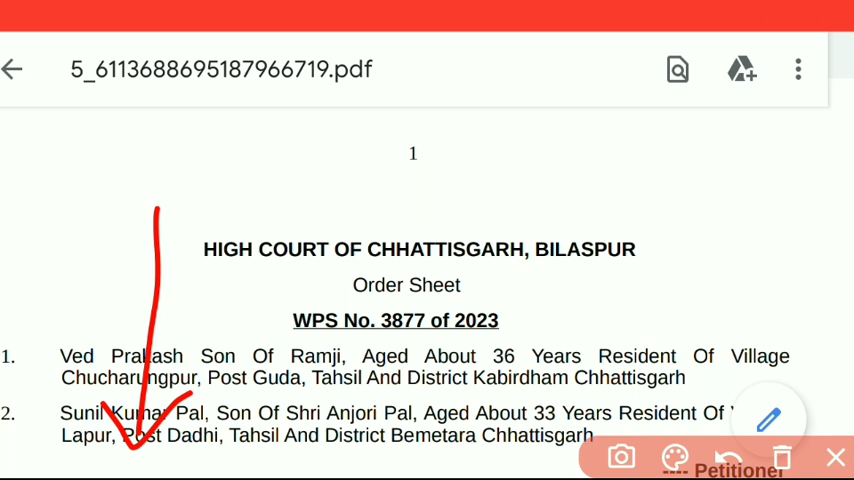 5_6113688695187966719.pdf
1
HIGH COURT OF CHHATTISGARH, BILASPUR
Order Sheet
WPS No. 3877 of 2023
1. Ved Prakash Son Of Ramji, Aged About 36 Years Resident Of Village
Chucharungpur, Post Guda, Tahsil And District Kabirdham Chhattisgarh
2. Sunil Kumar Pal, Son Of Shri Anjori Pal, Aged About 33 Years Resident Of
Lapur, Post Dadhi, Tahsil And District Bemetara Chhattisgarh
---- Petitioner